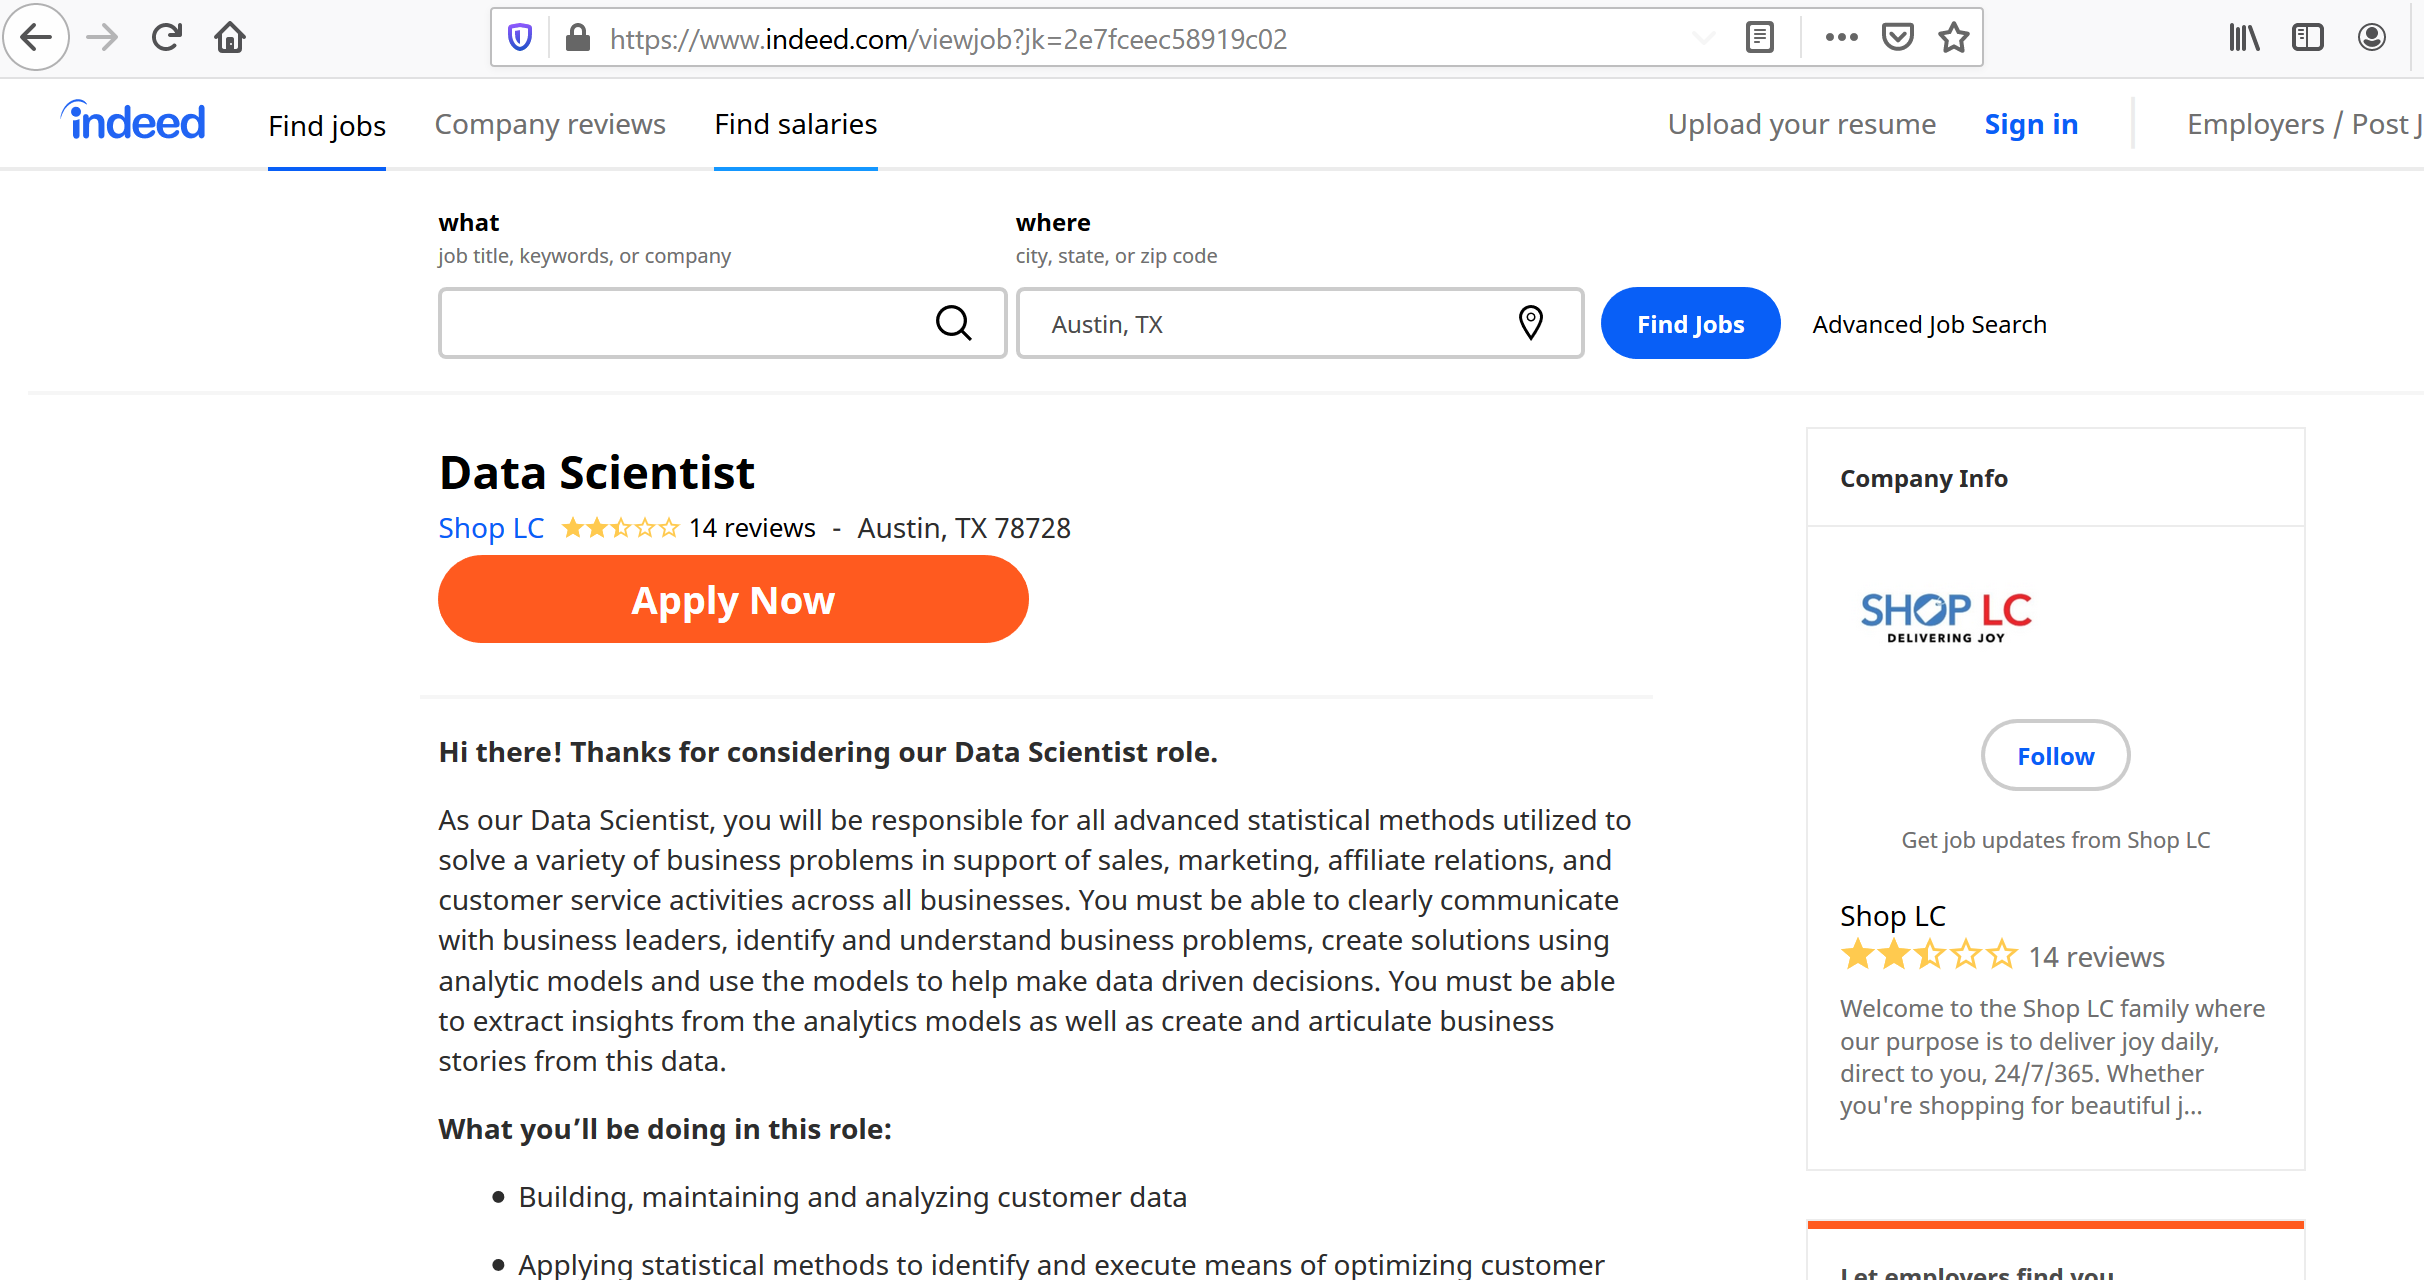 https://www.indeed.com/viewjob?jk=2e7fceec58919c02
indeed
Find jobs
Company reviews
Find salaries
Upload your resume
Sign in
Employers / Post J
what
job title, keywords, or company
where
city, state, or zip code
Austin, TX
Find Jobs
Advanced Job Search
Data Scientist
Shop LC 14 reviews - Austin, TX 78728
Apply Now
Hi there! Thanks for considering our Data Scientist role.
As our Data Scientist, you will be responsible for all advanced statistical methods utilized to
solve a variety of business problems in support of sales, marketing, affiliate relations, and
customer service activities across all businesses. You must be able to clearly communicate
with business leaders, identify and understand business problems, create solutions using
analytic models and use the models to help make data driven decisions. You must be able
to extract insights from the analytics models as well as create and articulate business
stories from this data.
What you’ll be doing in this role:
• Building, maintaining and analyzing customer data
• Applying statistical methods to identify and execute means of optimizing customer
Company Info
SHOP LC
DELIVERING JOY
Follow
Get job updates from Shop LC
Shop LC
14 reviews
Welcome to the Shop LC family where
our purpose is to deliver joy daily,
direct to you, 24/7/365. Whether
you're shopping for beautiful j...
Let employers find you